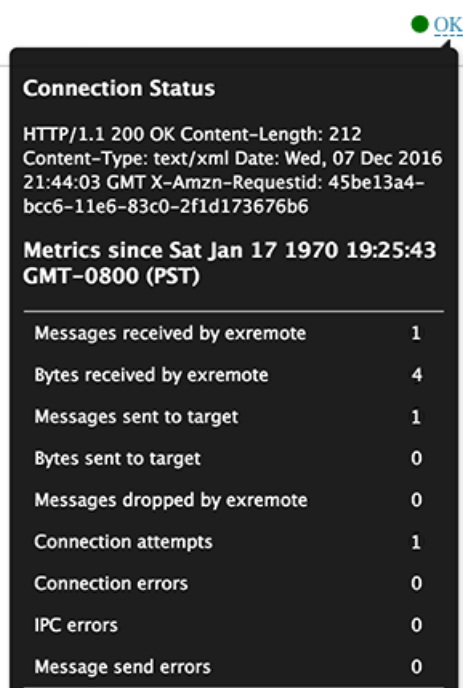 OK
Connection Status
HTTP/1.1 200 OK Content-Length: 212
Content-Type: text/xml Date: Wed, 07 Dec 2016
21:44:03 GMT X-Amzn-Requestid: 45be13a4-
bcc6-11e6-83c0-2f1d173676b6
Metrics since Sat Jan 17 1970 19:25:43
GMT-0800 (PST)
Messages received by exremote 1
Bytes received by exremote 4
Messages sent to target 1
Bytes sent to target 0
Messages dropped by exremote 0
Connection attempts 1
Connection errors 0
IPC errors 0
Message send errors 0